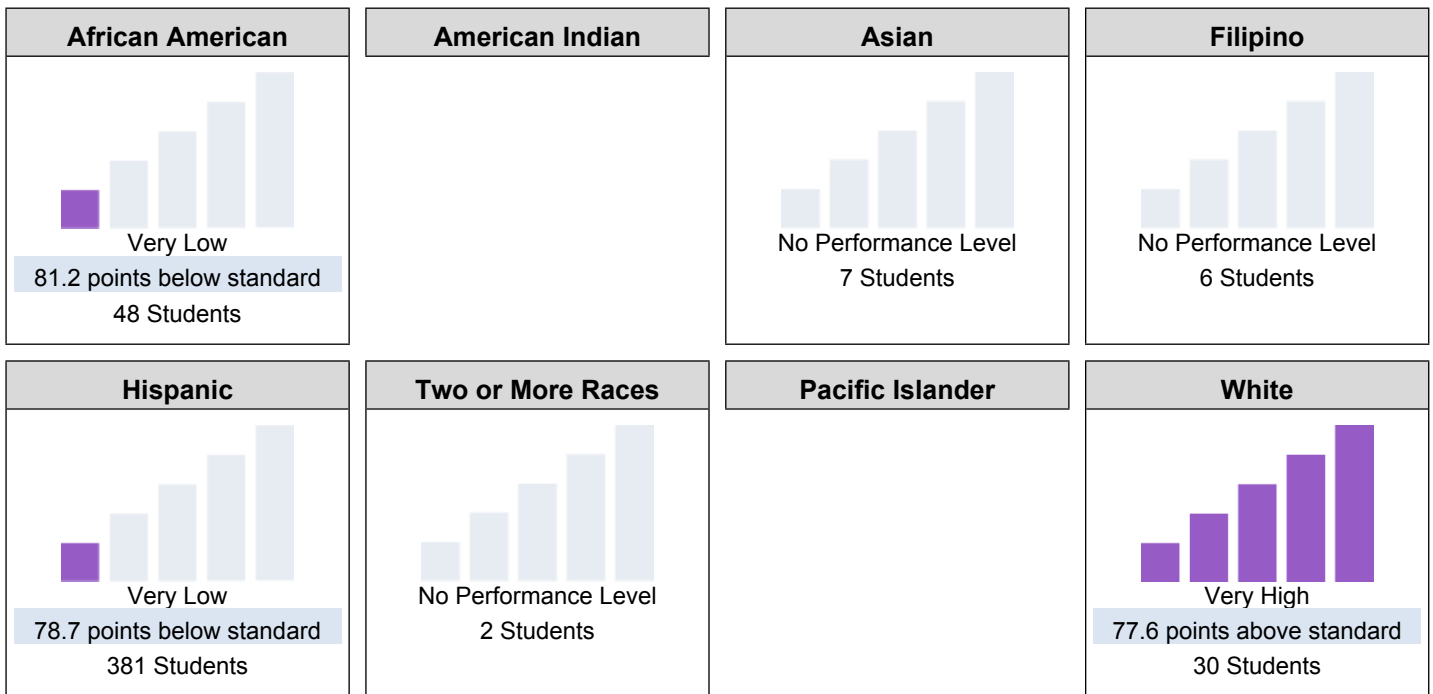 African American
Very Low
81.2 points below standard
48 Students
American Indian
Asian
No Performance Level
7 Students
Filipino
No Performance Level
6 Students
Hispanic
Very Low
78.7 points below standard
381 Students
Two or More Races
No Performance Level
2 Students
Pacific Islander
White
Very High
77.6 points above standard
30 Students